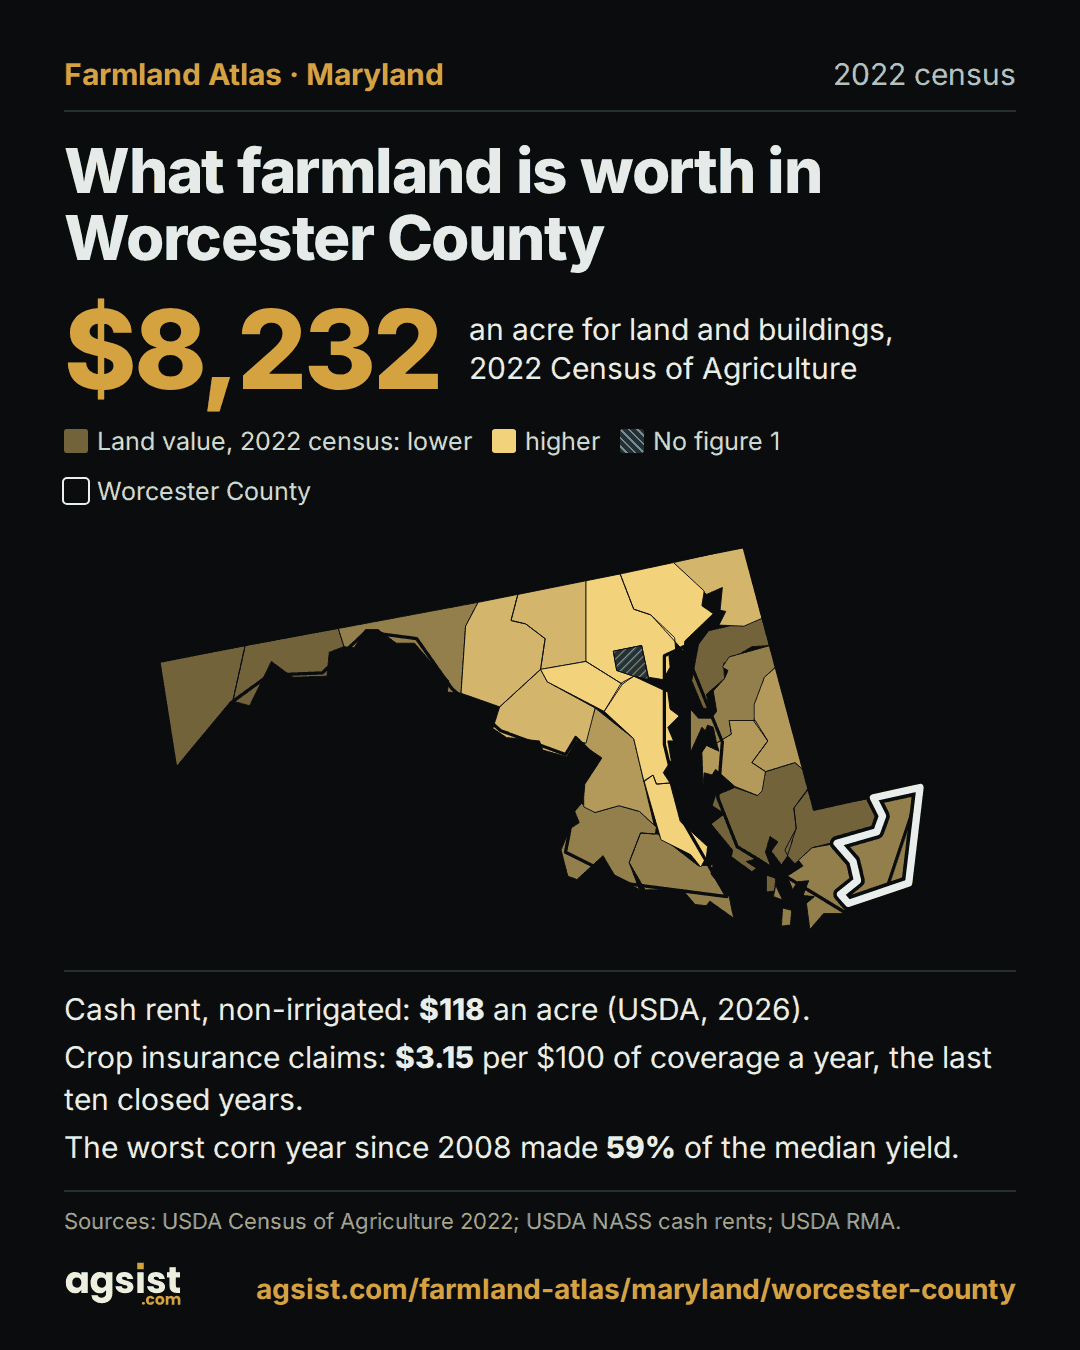 Farmland Atlas · Maryland
2022 census
What farmland is worth in
Worcester County
$8,232
an acre for land and buildings,
2022 Census of Agriculture
Land value, 2022 census: lower
higher
No figure 1
Worcester County
Cash rent, non-irrigated: $118 an acre (USDA, 2026).
Crop insurance claims: $3.15 per $100 of coverage a year, the last
ten closed years.
The worst corn year since 2008 made 59% of the median yield.
Sources: USDA Census of Agriculture 2022; USDA NASS cash rents; USDA RMA.
agsist
.com
agsist.com/farmland-atlas/maryland/worcester-county